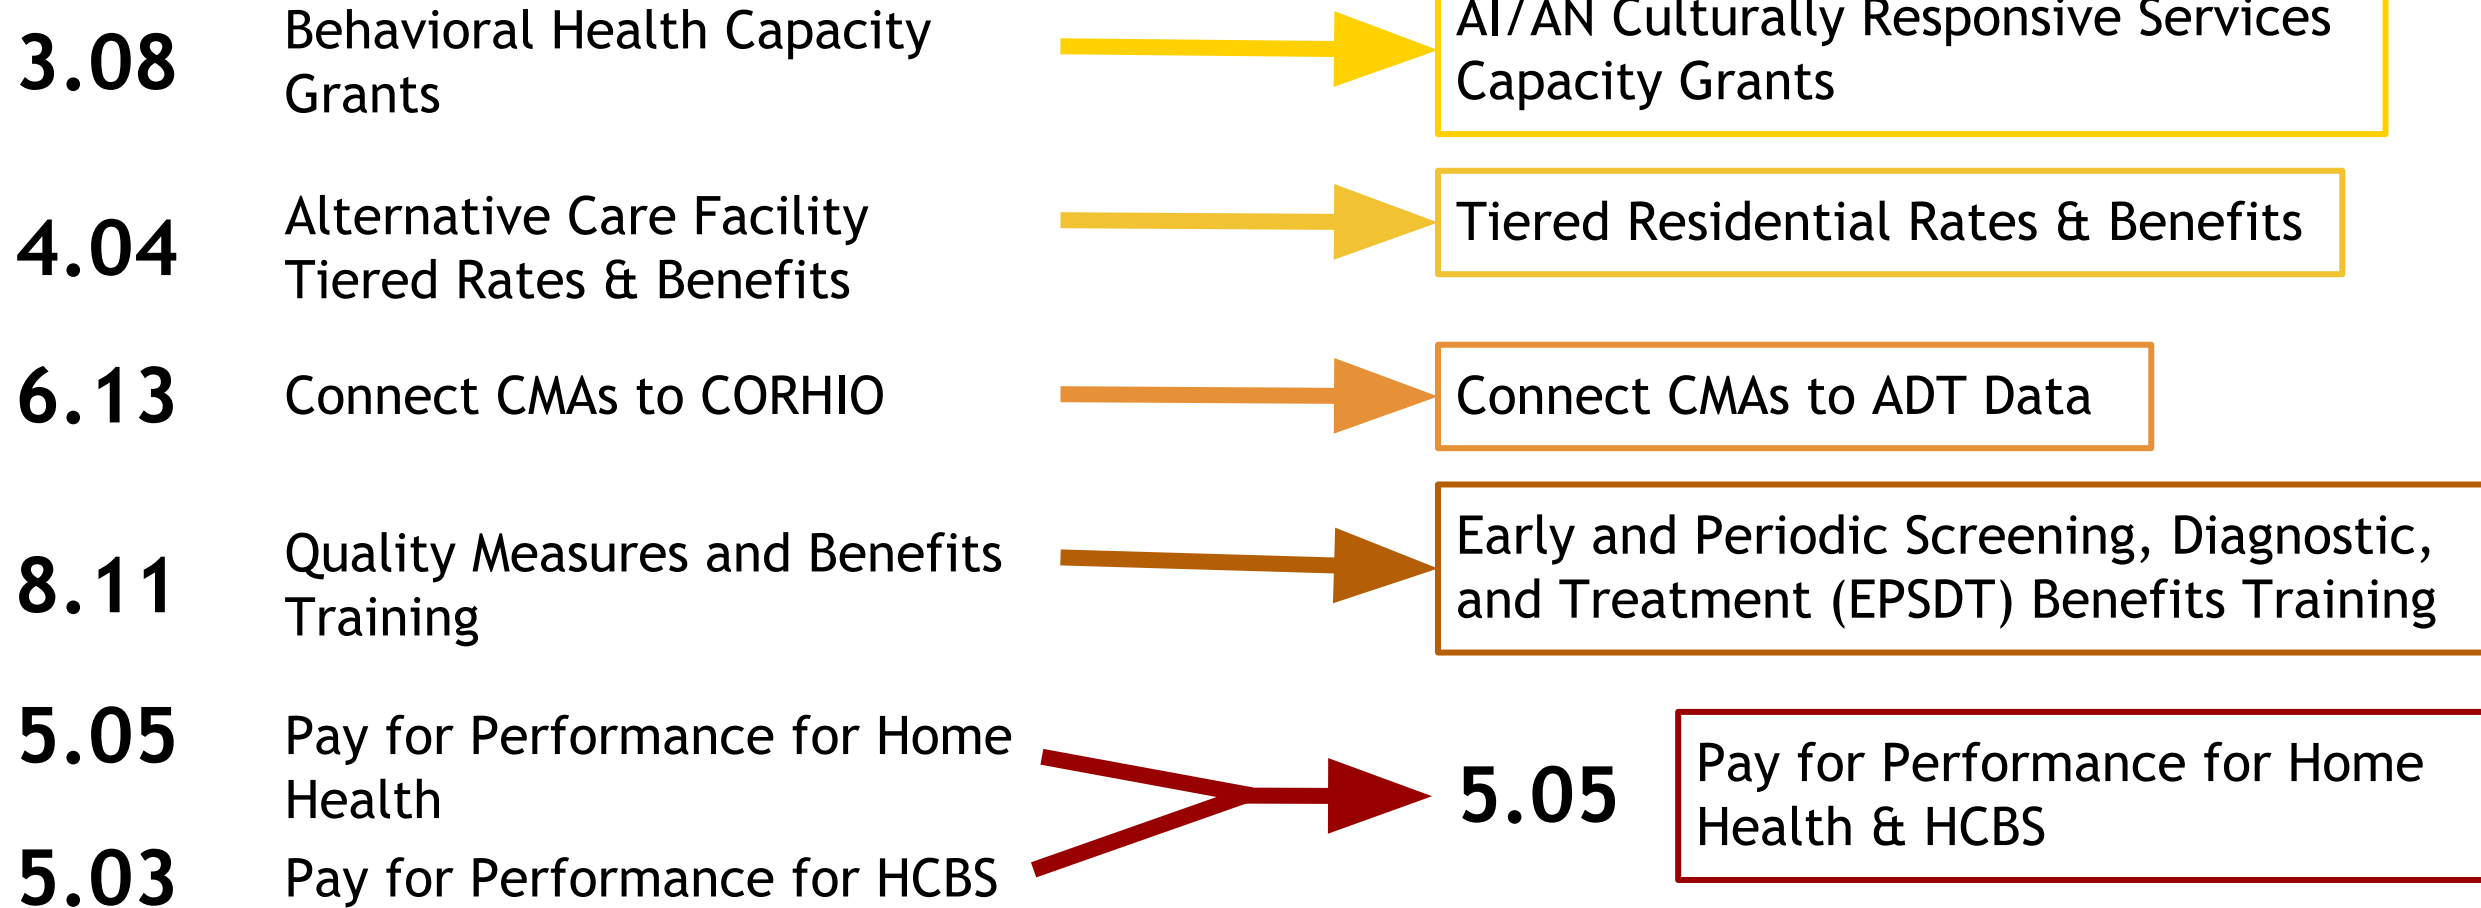 3.08
Behavioral Health Capacity
Grants
AI/AN Culturally Responsive Services
Capacity Grants
4.04
Alternative Care Facility
Tiered Rates & Benefits
Tiered Residential Rates & Benefits
6.13
Connect CMAs to CORHIO
Connect CMAs to ADT Data
8.11
Quality Measures and Benefits
Training
Early and Periodic Screening, Diagnostic,
and Treatment (EPSDT) Benefits Training
5.05
Pay for Performance for Home
Health
5.03
Pay for Performance for HCBS
5.05
Pay for Performance for Home
Health & HCBS